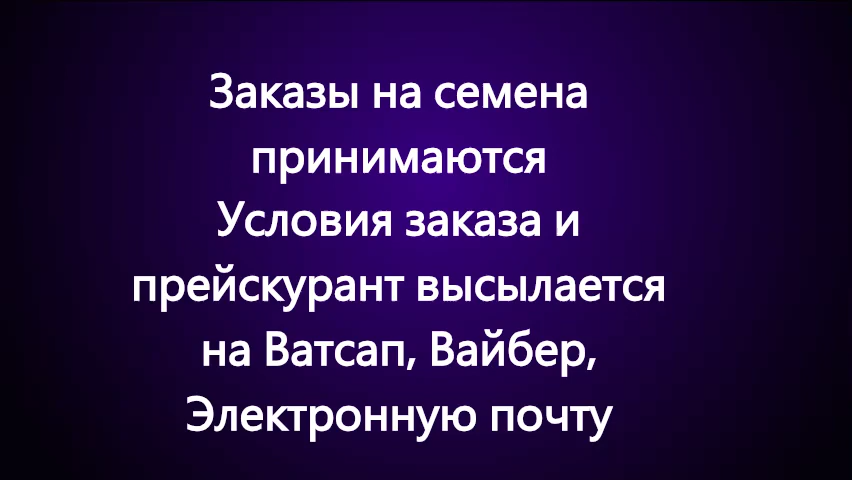 Заказы на семена
принимаются
Условия заказа и
прейскурант высылается
на Ватсап, Вайбер,
Электронную почту